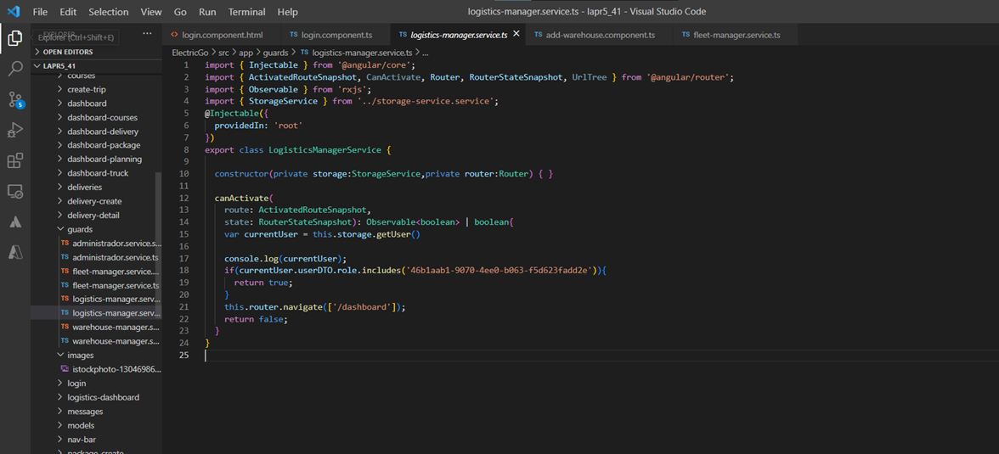 File Edit Selection View Go Run Terminal Help
logistics-manager.service.ts - lapr5_41 - Visual Studio Code
EXPLORER
Explorer (Ctrl+Shift+E)
...
login.component.html
TS login.component.ts
TS logistics-manager.service.ts
TS add-warehouse.component.ts
TS fleet-manager.service.ts
ElectricGo > src > app > guards > TS logistics-manager.service.ts > ...
OPEN EDITORS
LAPR5_41
courses
create-trip
dashboard
dashboard-courses
dashboard-delivery
dashboard-package
dashboard-planning
dashboard-truck
deliveries
delivery-create
delivery-detail
guards
TS administrador.service.s...
TS administrador.service.ts
TS fleet-manager.service....
TS fleet-manager.service.ts
TS logistics-manager.serv...
TS logistics-manager.serv...
TS warehouse-manager.s...
TS warehouse-manager.s...
images
istockphoto-13046986...
login
logistics-dashboard
messages
models
nav-bar
package-create
5
1 import { Injectable } from '@angular/core';
2 import { ActivatedRouteSnapshot, CanActivate, Router, RouterStateSnapshot, UrlTree } from '@angular/router';
3 import { Observable } from 'rxjs';
4 import { StorageService } from '../storage-service.service';
5 @Injectable({
6 providedIn: 'root'
7 })
8 export class LogisticsManagerService {
9
10 constructor(private storage:StorageService,private router:Router) { }
11
12 canActivate(
13 route: ActivatedRouteSnapshot,
14 state: RouterStateSnapshot): Observable<boolean> | boolean{
15 var currentUser = this.storage.getUser()
16
17 console.log(currentUser);
18 if(currentUser.userDTO.role.includes('46b1aab1-9070-4ee0-b063-f5d623fadd2e')){
19 return true;
20 }
21 this.router.navigate(['/dashboard']);
22 return false;
23 }
24 }
25